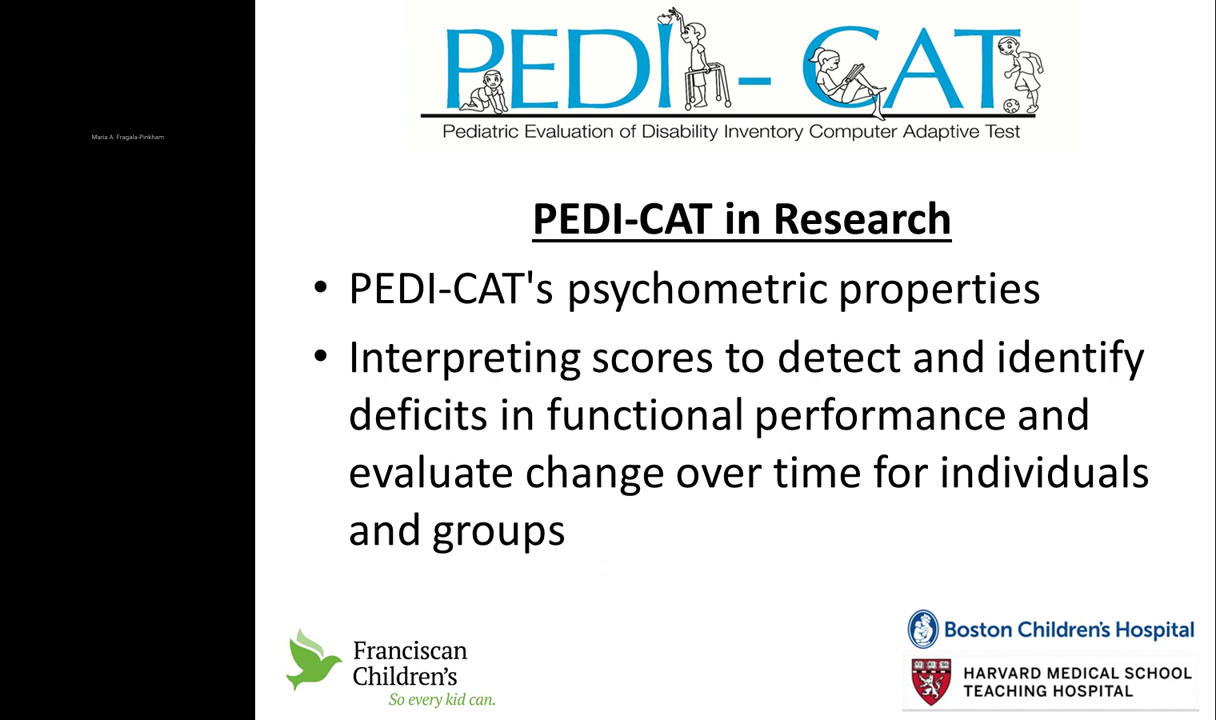 Maria A. Fragala-Pinkham
PEDI - CAT
Pediatric Evaluation of Disability Inventory Computer Adaptive Test
PEDI-CAT in Research
• PEDI-CAT's psychometric properties
• Interpreting scores to detect and identify
deficits in functional performance and
evaluate change over time for individuals
and groups
Franciscan
Children's
So every kid can.
Boston Children's Hospital
HARVARD MEDICAL SCHOOL
TEACHING HOSPITAL